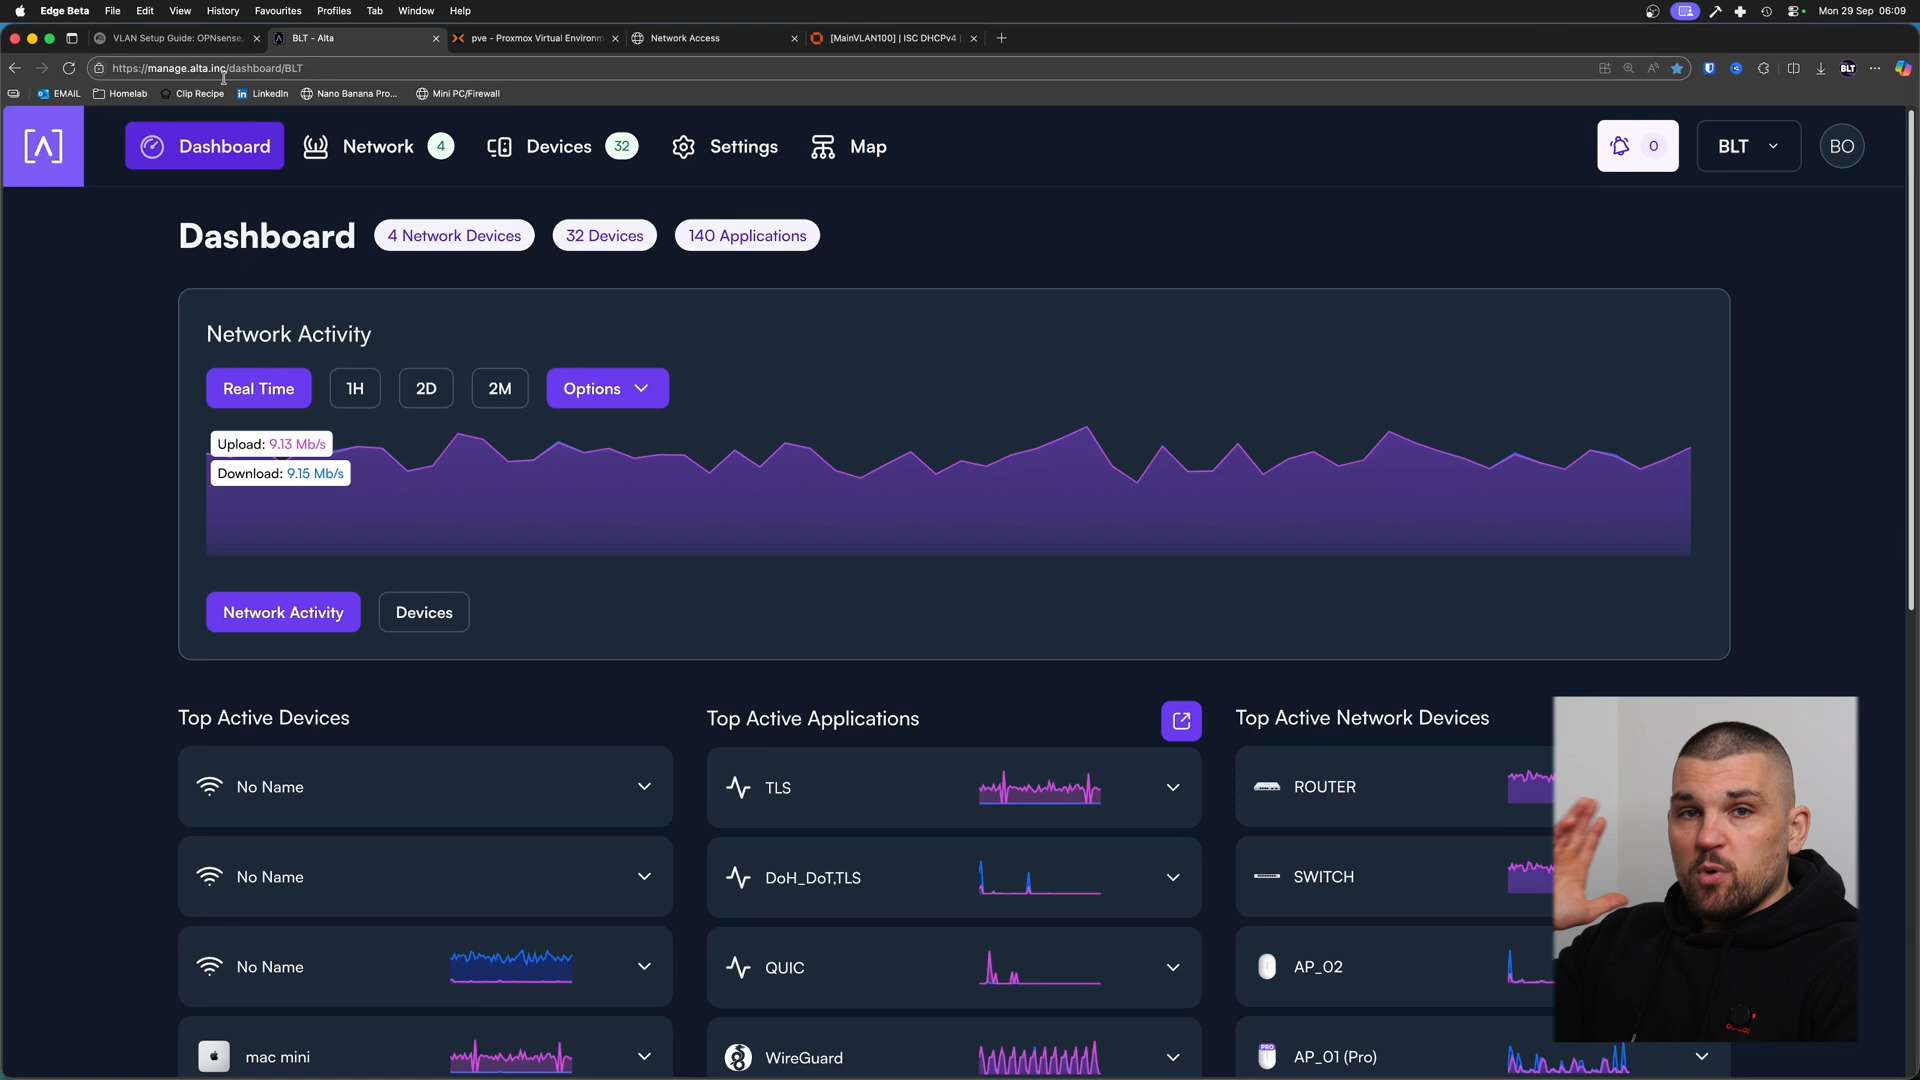 Edge Beta File Edit View History Favourites Profiles Tab Window Help Mon 29 Sep 06:09
VLAN Setup Guide: OPNsense, BLT - Alta pve - Proxmox Virtual Environm Network Access [MainVLAN100] | ISC DHCPv4 |
https://manage.alta.inc/dashboard/BLT BLT
EMAIL Homelab Clip Recipe LinkedIn Nano Banana Pro... Mini PC/Firewall
Dashboard Network 4 Devices 32 Settings Map 0 BLT BO
Dashboard 4 Network Devices 32 Devices 140 Applications
Network Activity
Real Time 1H 2D 2M Options
Upload: 9.13 Mb/s
Download: 9.15 Mb/s
Network Activity Devices
Top Active Devices Top Active Applications Top Active Network Devices
No Name TLS ROUTER
No Name DoH_DoT,TLS SWITCH
No Name QUIC AP_02
mac mini WireGuard PRO AP_01 (Pro)